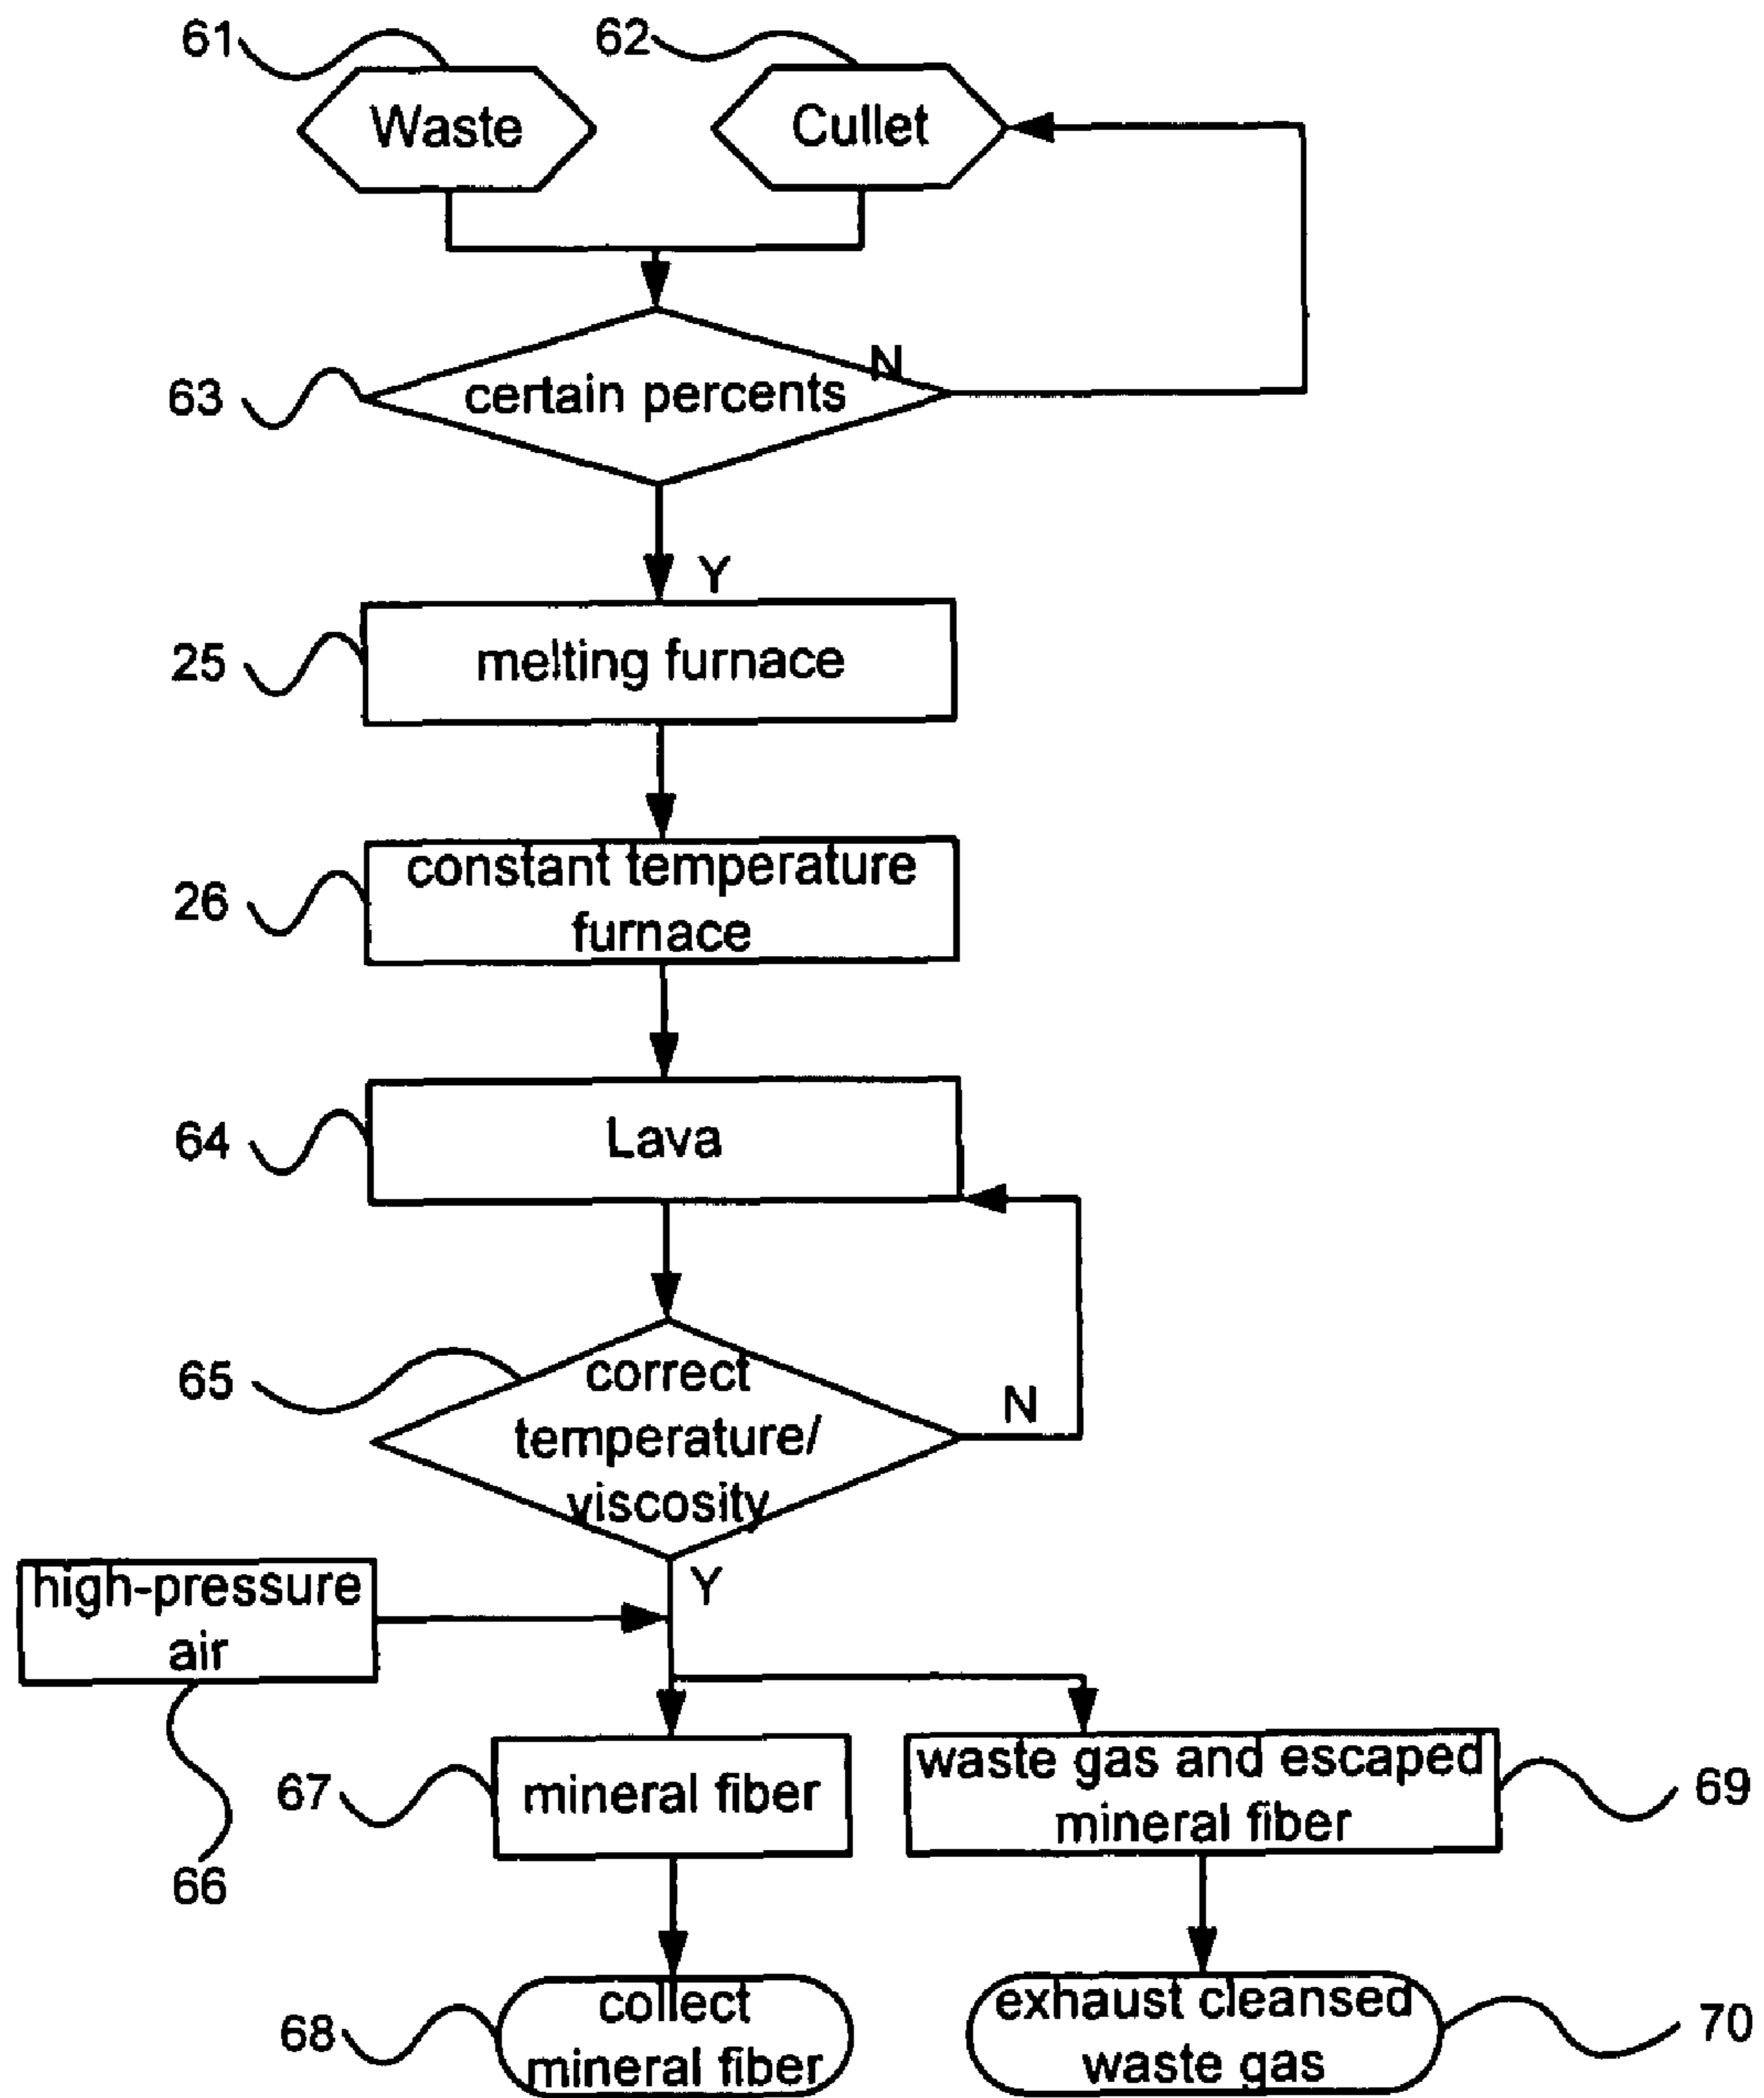 61
62
Waste
Cullet
N
63
certain percents
Y
25
melting furnace
26
constant temperature
furnace
64
Lava
65
correct
temperature/
viscosity
N
Y
high-pressure
air
66
67
mineral fiber
waste gas and escaped
mineral fiber
69
68
collect
mineral fiber
exhaust cleansed
waste gas
70